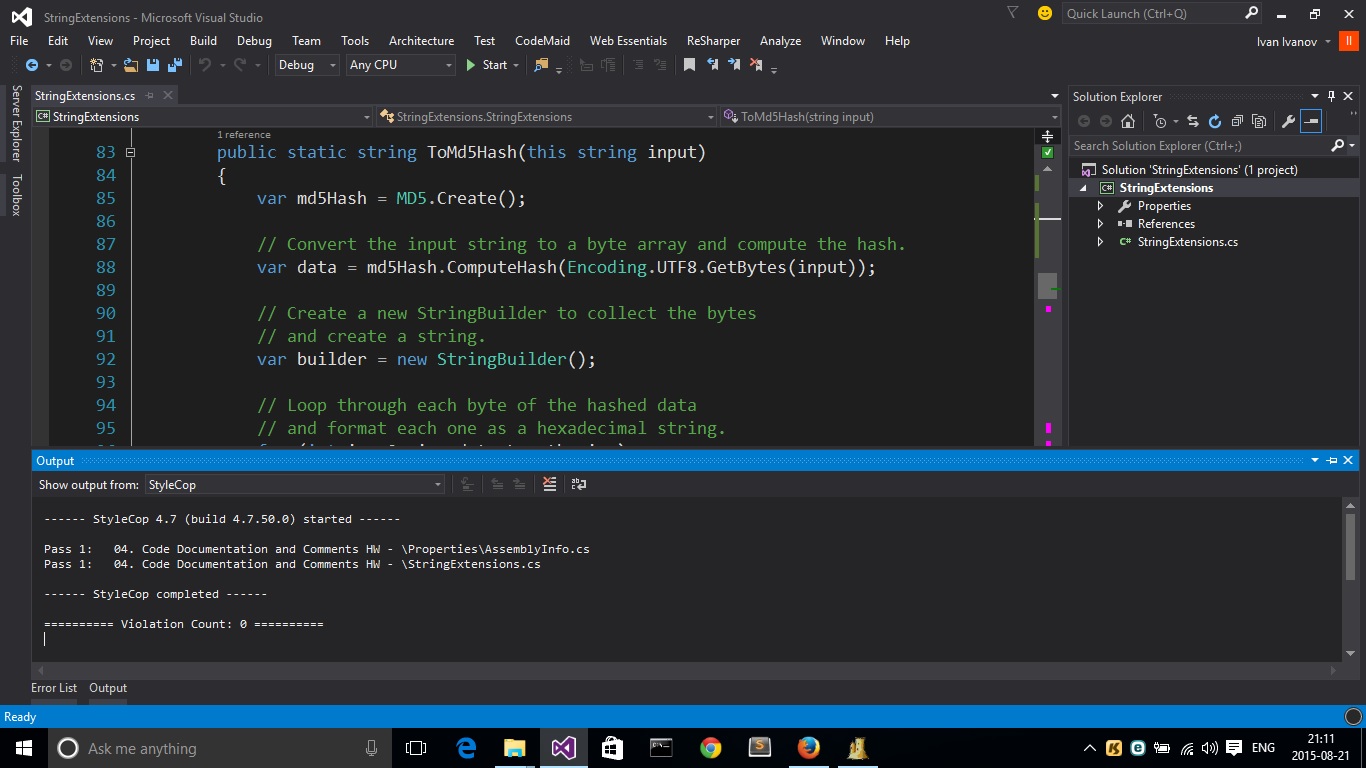 StringExtensions - Microsoft Visual Studio
Quick Launch (Ctrl+Q)
File Edit View Project Build Debug Team Tools Architecture Test CodeMaid Web Essentials ReSharper Analyze Window Help
Ivan Ivanov II
Debug Any CPU Start
Server Explorer
Toolbox
StringExtensions.cs
C# StringExtensions StringExtensions.StringExtensions ToMd5Hash(string input)
1 reference
83 public static string ToMd5Hash(this string input)
84 {
85 var md5Hash = MD5.Create();
86
87 // Convert the input string to a byte array and compute the hash.
88 var data = md5Hash.ComputeHash(Encoding.UTF8.GetBytes(input));
89
90 // Create a new StringBuilder to collect the bytes
91 // and create a string.
92 var builder = new StringBuilder();
93
94 // Loop through each byte of the hashed data
95 // and format each one as a hexadecimal string.
Solution Explorer
Search Solution Explorer (Ctrl+;)
Solution 'StringExtensions' (1 project)
C# StringExtensions
Properties
References
C# StringExtensions.cs
Output
Show output from: StyleCop
------ StyleCop 4.7 (build 4.7.50.0) started ------
Pass 1: 04. Code Documentation and Comments HW - \Properties\AssemblyInfo.cs
Pass 1: 04. Code Documentation and Comments HW - \StringExtensions.cs
------ StyleCop completed ------
========== Violation Count: 0 ==========
Error List Output
Ready
Ask me anything
ENG
21:11
2015-08-21